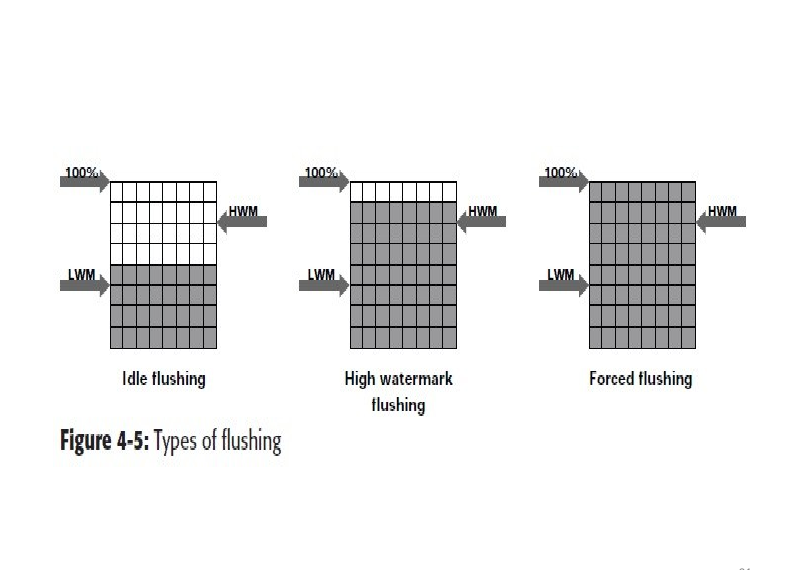 100% 100% 100%
HWM HWM HWM
LWM LWM LWM
Idle flushing High watermark Forced flushing
flushing
Figure 4-5: Types of flushing